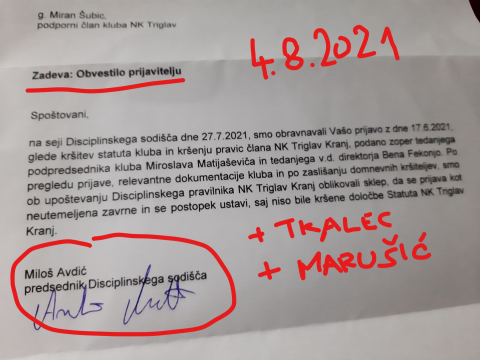 g. Miran Šubic,
podporni član kluba NK Triglav
4.8.2021
Zadeva: Obvestilo prijavitelju
Spoštovani,
na seji Disciplinskega sodišča dne 27.7.2021, smo obravnavali Vašo prijavo z dne 17.6.2021,
glede kršitev statuta kluba in kršenju pravic člana NK Triglav Kranj, podano zoper tedanjega
podpredsednika kluba Miroslava Matijaševića in tedanjega v.d. direktorja Bena Fekonjo. Po
pregledu prijave, relevantne dokumentacije kluba in po zaslišanju domnevnih kršiteljev, smo
ob upoštevanju Disciplinskega pravilnika NK Triglav Kranj oblikovali sklep, da se prijava kot
neutemeljena zavrne in se postopek ustavi, saj niso bile kršene določbe Statuta NK Triglav
Kranj.
+ TKALEC
+ MARUŠIĆ
Miloš Avdić
predsednik Disciplinskega sodišča